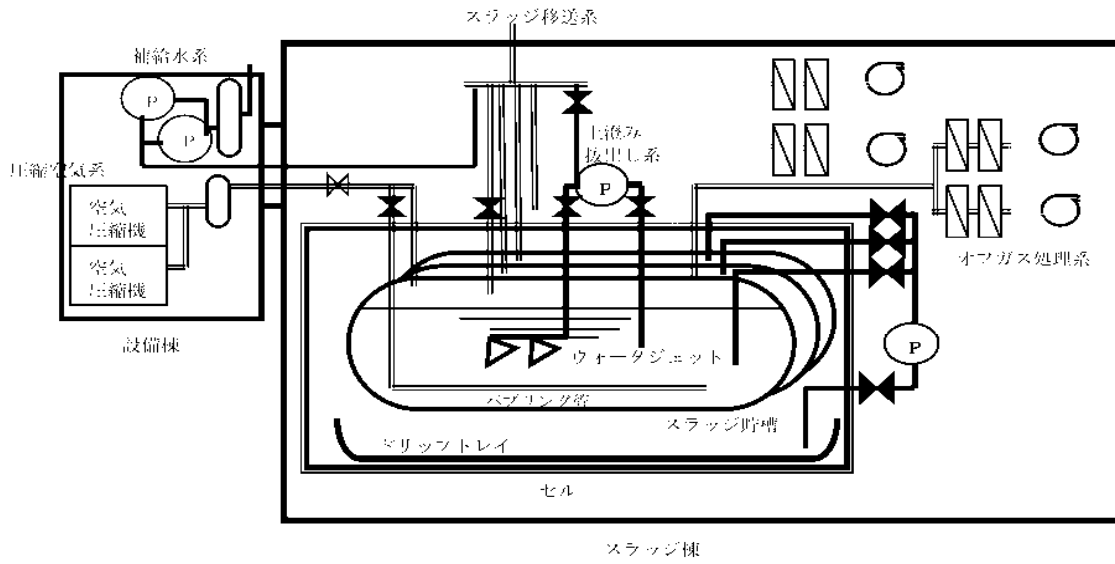 スラッジ移送系
補給水系
P
P
上澄み
抜出し系
P
圧縮空気系
空気
圧縮機
空気
圧縮機
設備棟
オフガス処理系
P
ウォータジェット
バブリング管
スラッジ貯槽
ドリップトレイ
セル
スラッジ棟